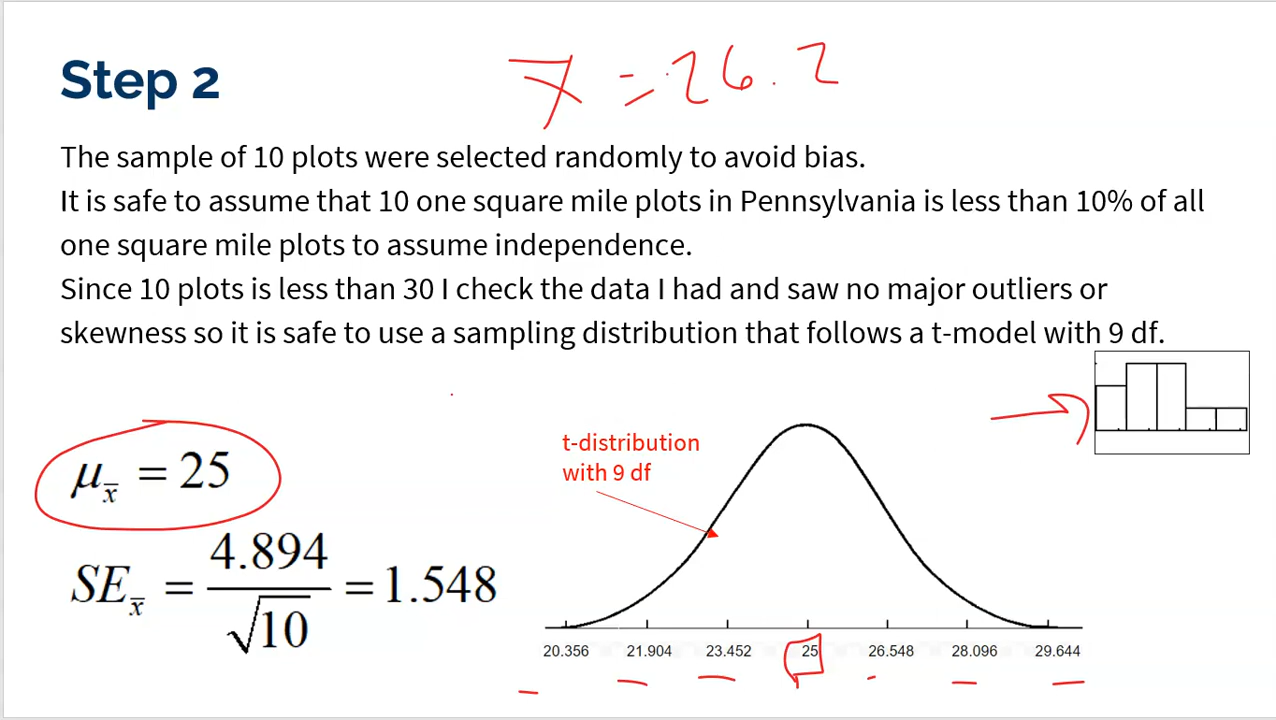 Step 2
x̄ = 26.2
The sample of 10 plots were selected randomly to avoid bias.
It is safe to assume that 10 one square mile plots in Pennsylvania is less than 10% of all
one square mile plots to assume independence.
Since 10 plots is less than 30 I check the data I had and saw no major outliers or
skewness so it is safe to use a sampling distribution that follows a t-model with 9 df.
μx̄ = 25
SEx̄ = 4.894/√10 = 1.548
t-distribution
with 9 df
20.356 21.904 23.452 25 26.548 28.096 29.644